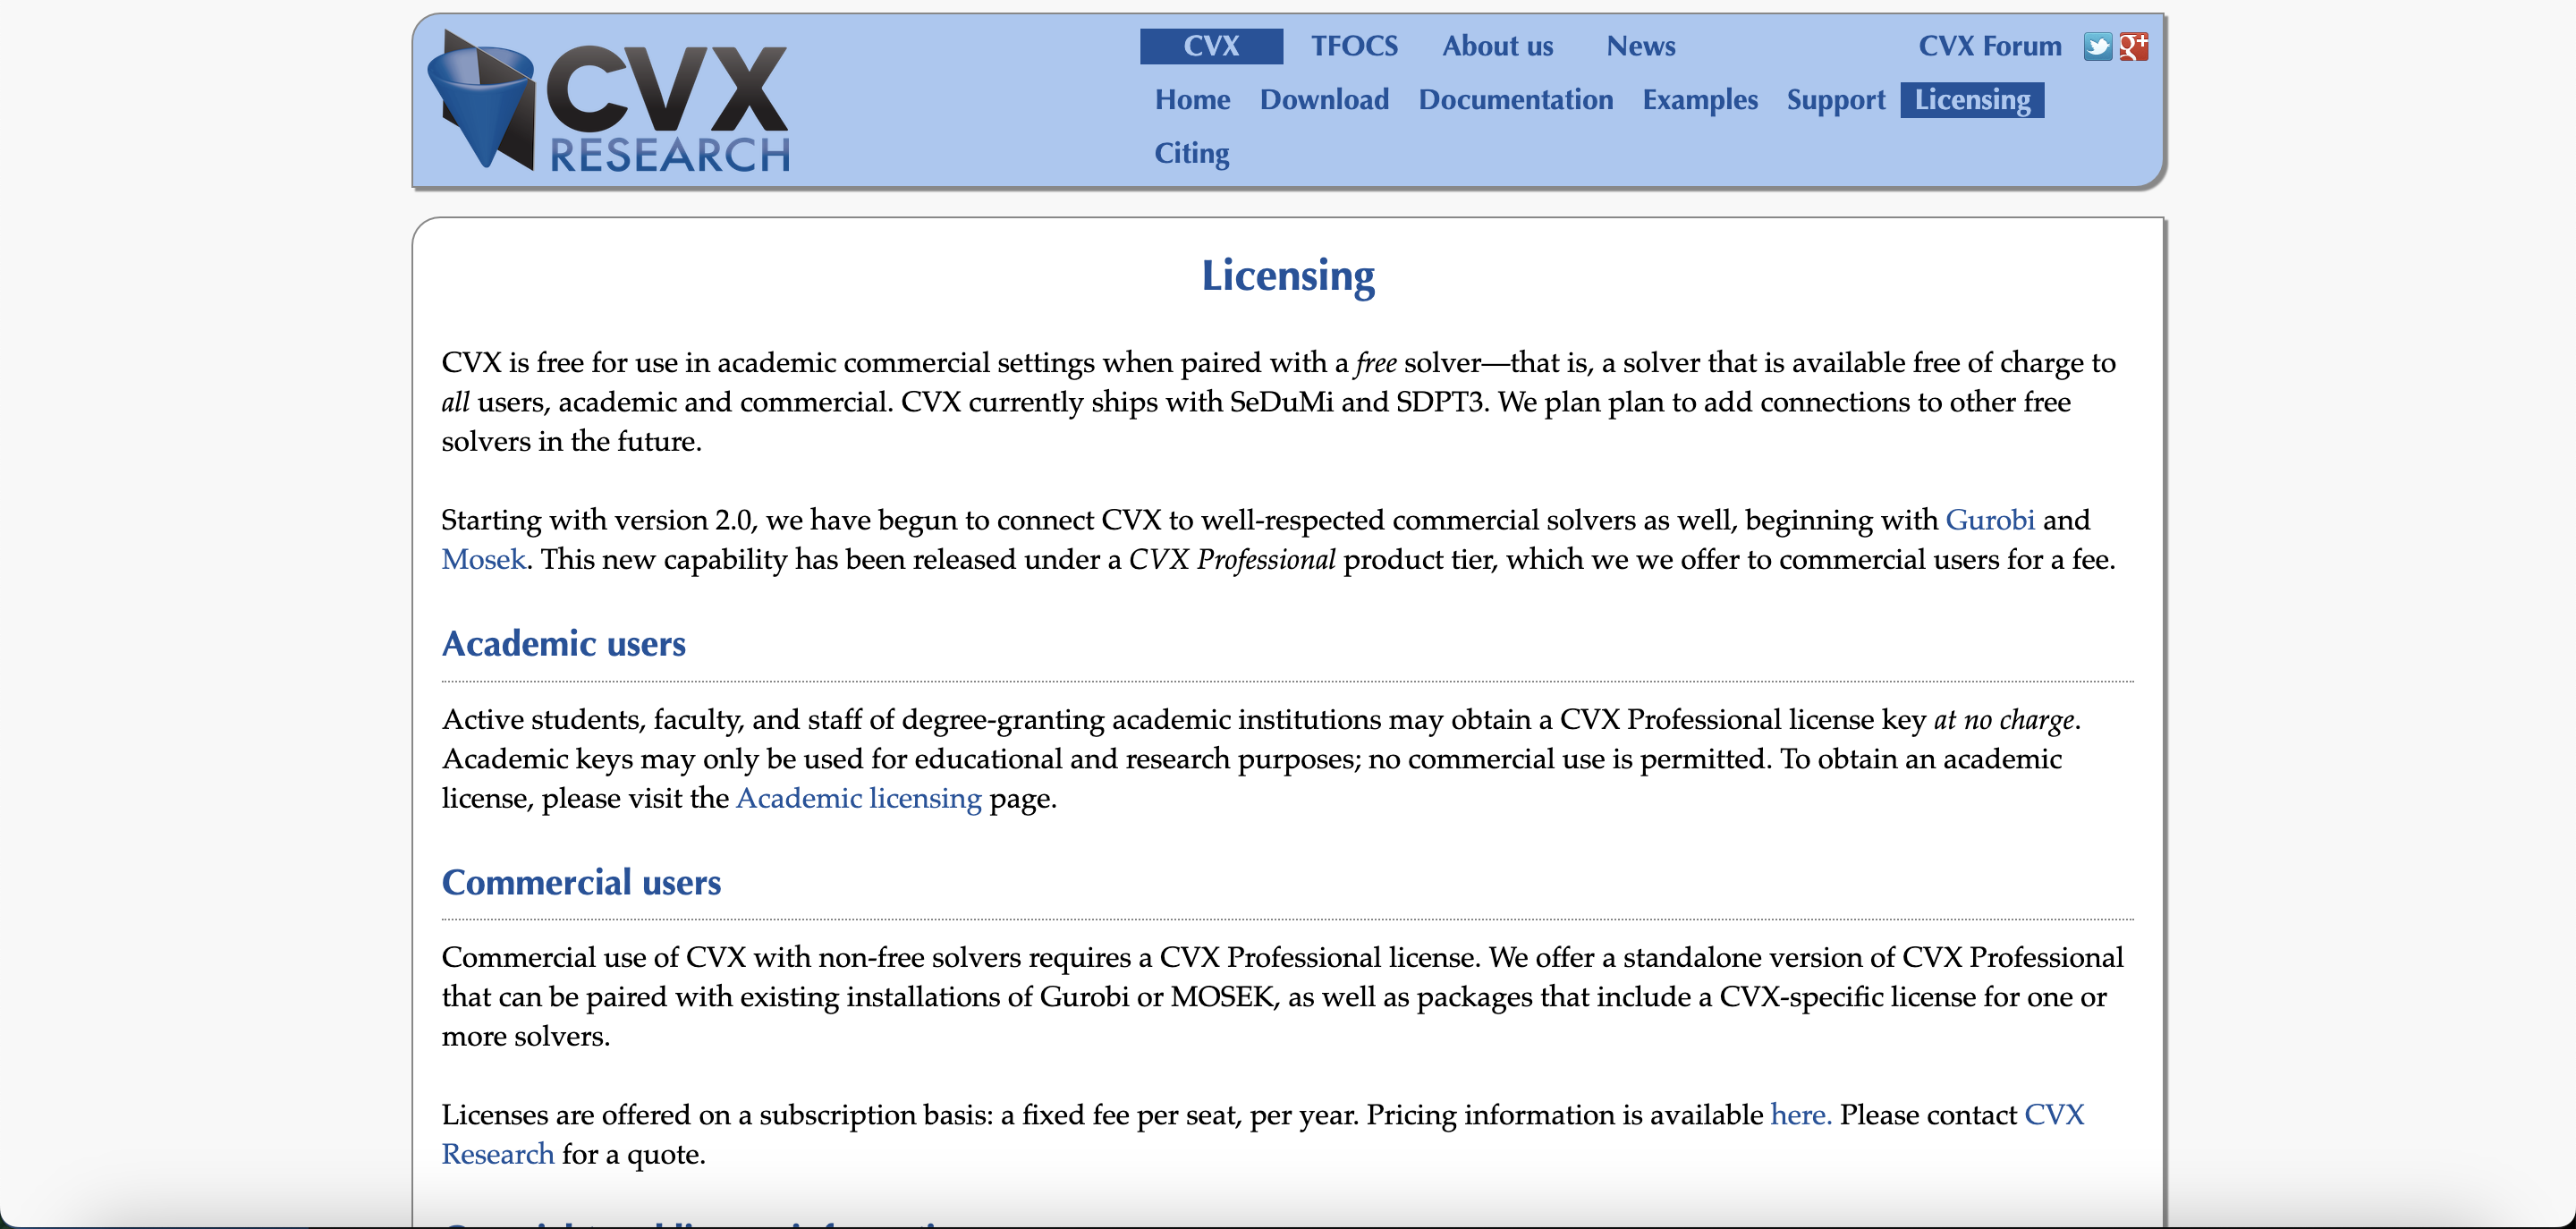 CVX
RESEARCH
CVX TFOCS About us News CVX Forum
Home Download Documentation Examples Support Licensing
Citing
Licensing
CVX is free for use in academic commercial settings when paired with a free solver—that is, a solver that is available free of charge to
all users, academic and commercial. CVX currently ships with SeDuMi and SDPT3. We plan plan to add connections to other free
solvers in the future.
Starting with version 2.0, we have begun to connect CVX to well-respected commercial solvers as well, beginning with Gurobi and
Mosek. This new capability has been released under a CVX Professional product tier, which we we offer to commercial users for a fee.
Academic users
Active students, faculty, and staff of degree-granting academic institutions may obtain a CVX Professional license key at no charge.
Academic keys may only be used for educational and research purposes; no commercial use is permitted. To obtain an academic
license, please visit the Academic licensing page.
Commercial users
Commercial use of CVX with non-free solvers requires a CVX Professional license. We offer a standalone version of CVX Professional
that can be paired with existing installations of Gurobi or MOSEK, as well as packages that include a CVX-specific license for one or
more solvers.
Licenses are offered on a subscription basis: a fixed fee per seat, per year. Pricing information is available here. Please contact CVX
Research for a quote.